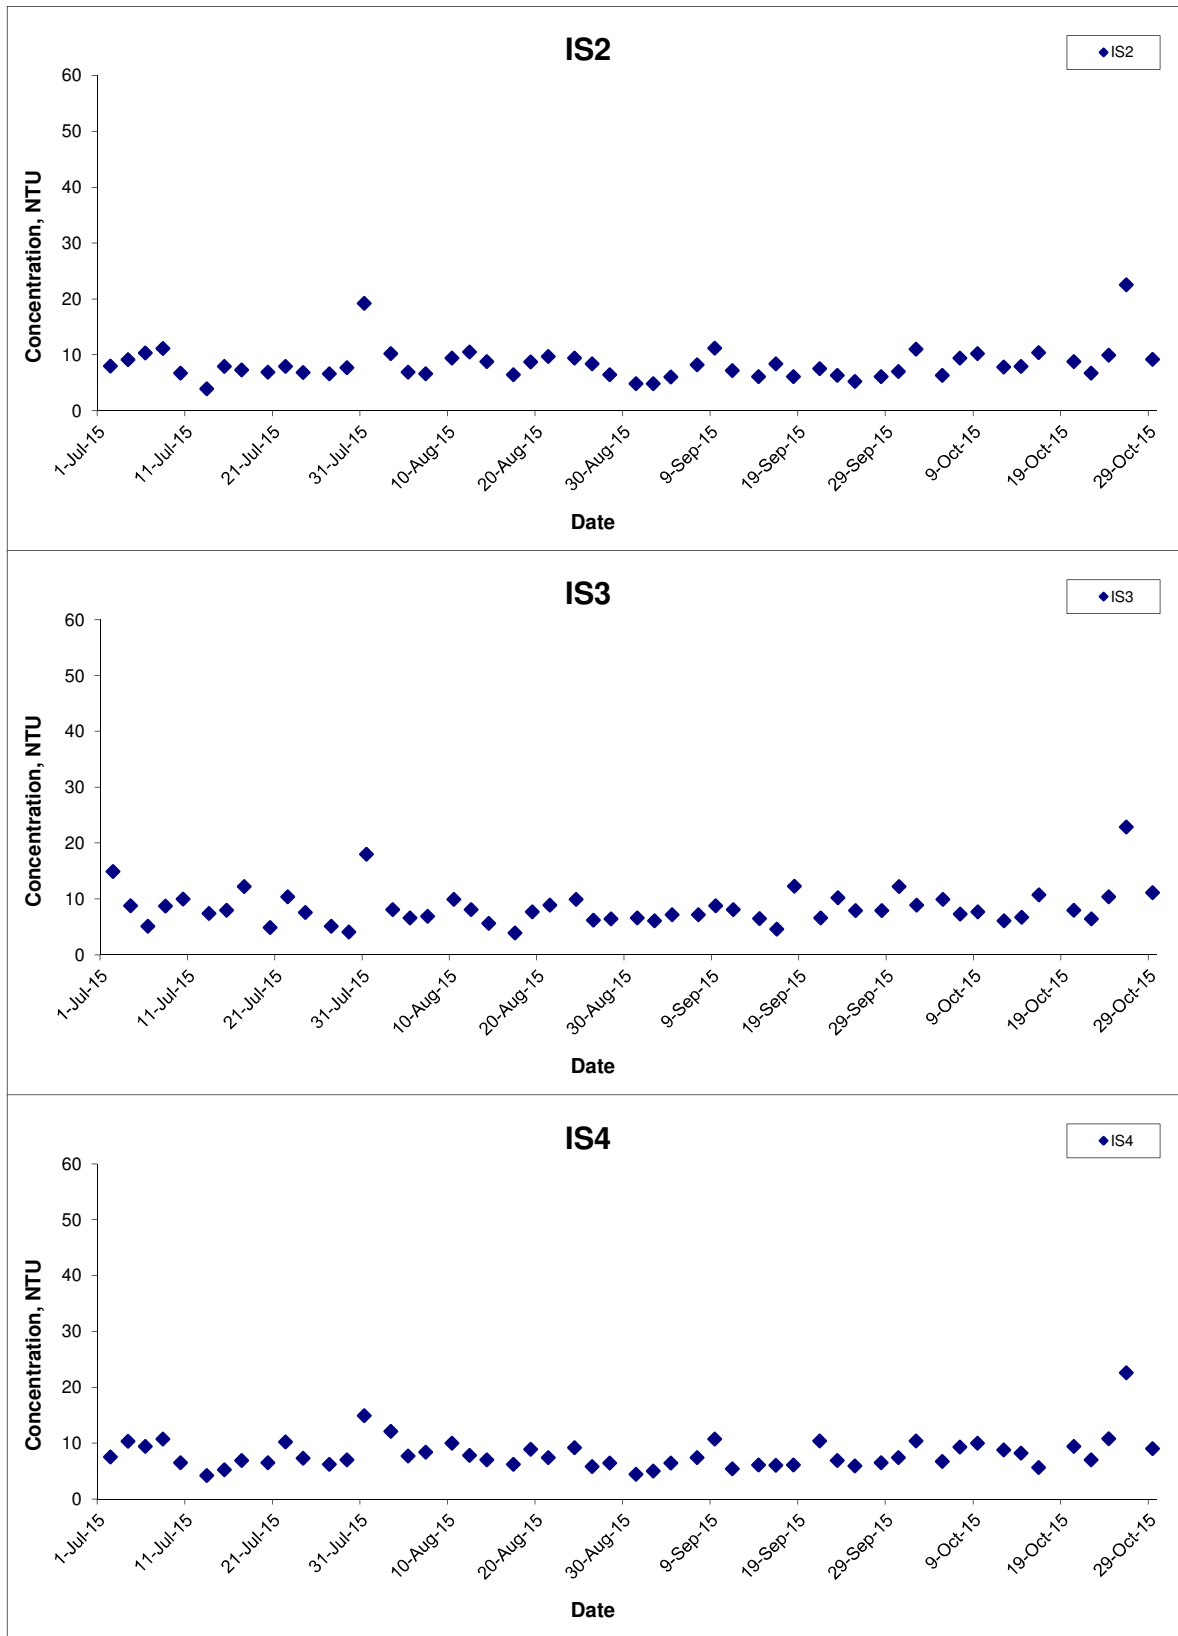 IS2
IS2
Concentration, NTU
60
50
40
30
20
10
0
1-Jul-15
11-Jul-15
21-Jul-15
31-Jul-15
10-Aug-15
20-Aug-15
30-Aug-15
9-Sep-15
19-Sep-15
29-Sep-15
9-Oct-15
19-Oct-15
29-Oct-15
Date
IS3
IS3
Concentration, NTU
60
50
40
30
20
10
0
1-Jul-15
11-Jul-15
21-Jul-15
31-Jul-15
10-Aug-15
20-Aug-15
30-Aug-15
9-Sep-15
19-Sep-15
29-Sep-15
9-Oct-15
19-Oct-15
29-Oct-15
Date
IS4
IS4
Concentration, NTU
60
50
40
30
20
10
0
1-Jul-15
11-Jul-15
21-Jul-15
31-Jul-15
10-Aug-15
20-Aug-15
30-Aug-15
9-Sep-15
19-Sep-15
29-Sep-15
9-Oct-15
19-Oct-15
29-Oct-15
Date